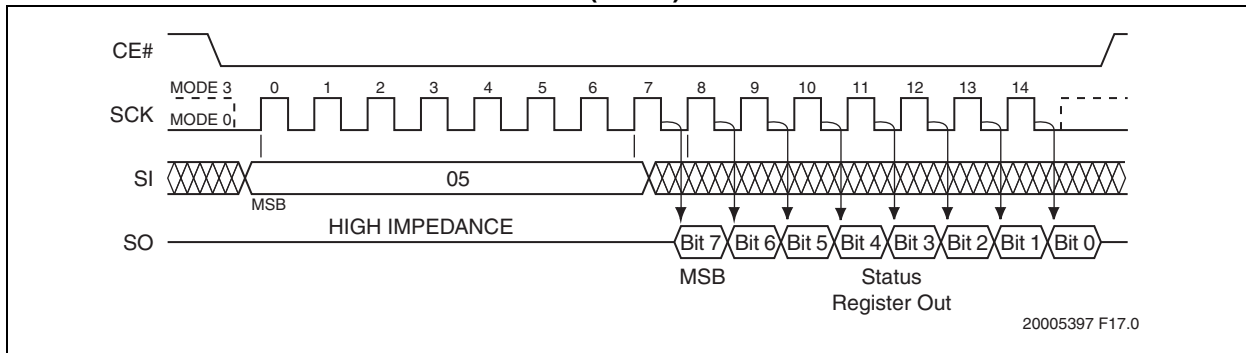 CE#
MODE 3 0 1 2 3 4 5 6 7 8 9 10 11 12 13 14
SCK
MODE 0
SI 05
MSB
HIGH IMPEDANCE
SO Bit 7 Bit 6 Bit 5 Bit 4 Bit 3 Bit 2 Bit 1 Bit 0
MSB Status
Register Out
20005397 F17.0